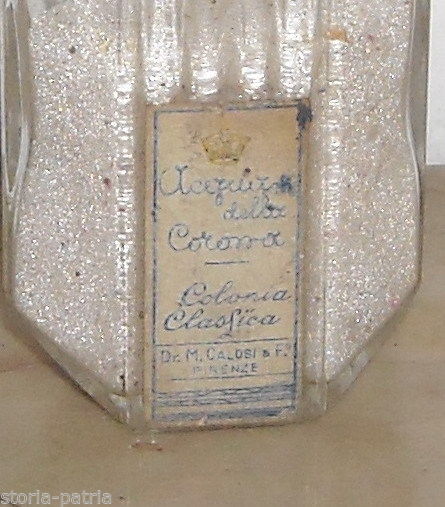 Acqua
della
Corona
Colonia
Classica
Dr. M. CALOSI & F.º
FIRENZE
storia-patria